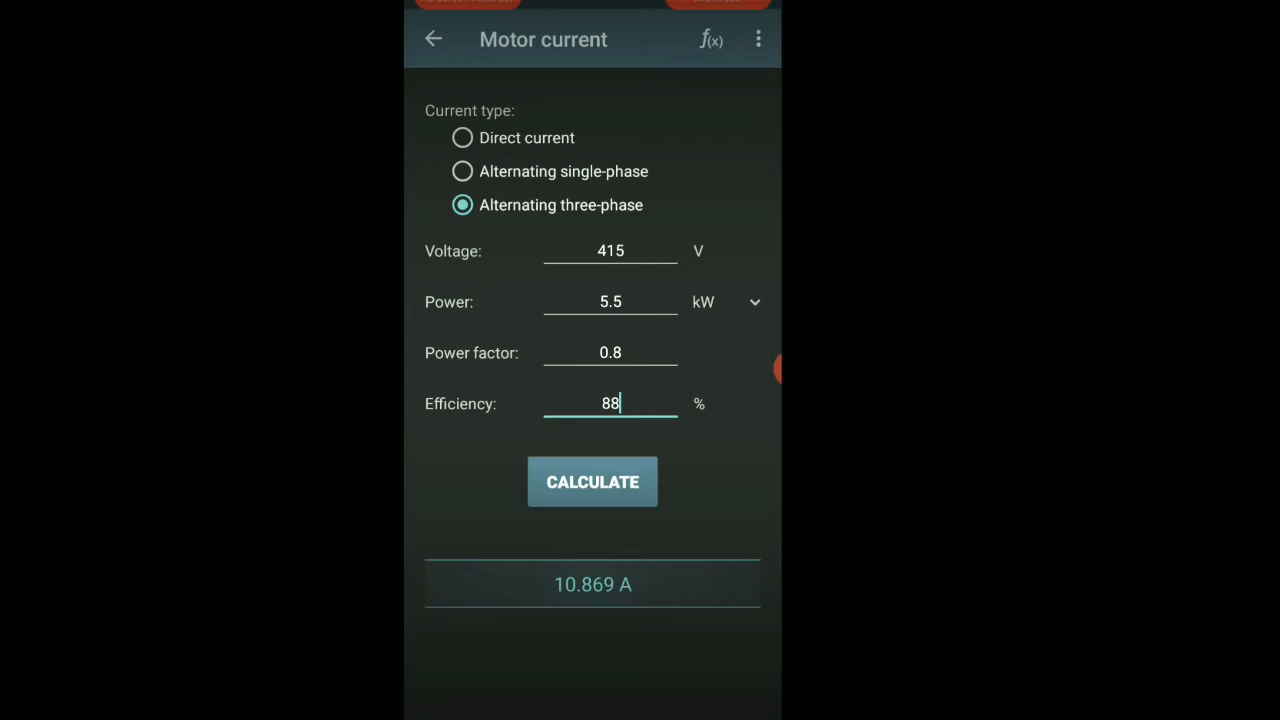 Motor current f(x)
Current type:
Direct current
Alternating single-phase
Alternating three-phase
Voltage: 415 V
Power: 5.5 kW
Power factor: 0.8
Efficiency: 88 %
CALCULATE
10.869 A